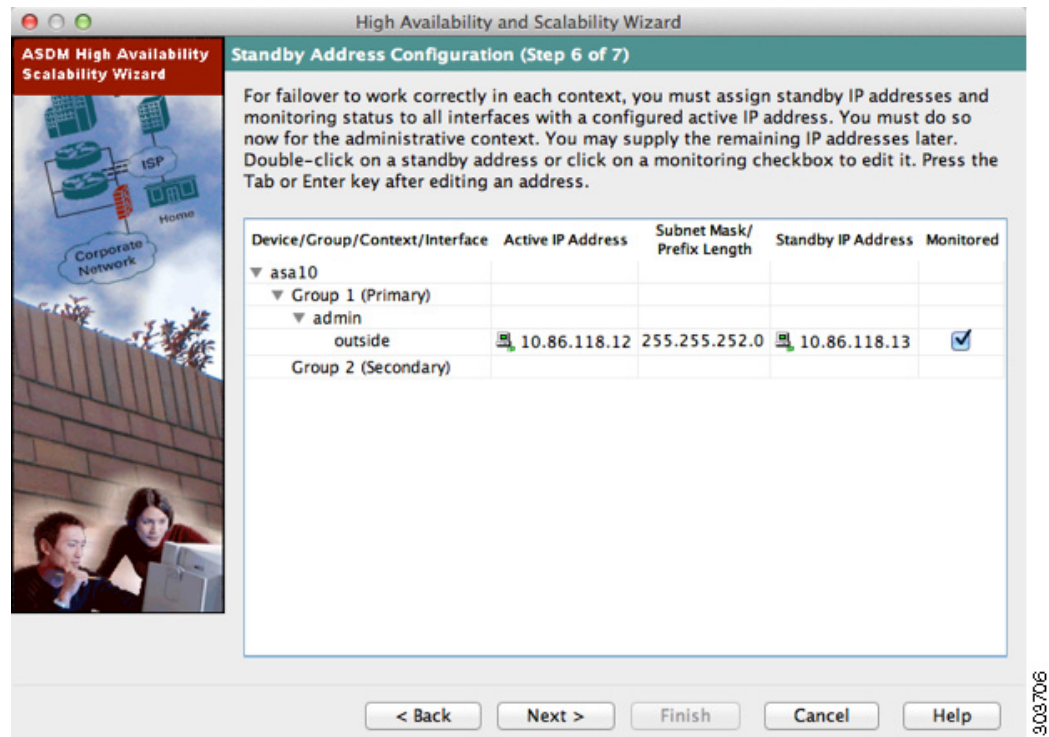 High Availability and Scalability Wizard
ASDM High Availability
Scalability Wizard
Standby Address Configuration (Step 6 of 7)
For failover to work correctly in each context, you must assign standby IP addresses and
monitoring status to all interfaces with a configured active IP address. You must do so
now for the administrative context. You may supply the remaining IP addresses later.
Double-click on a standby address or click on a monitoring checkbox to edit it. Press the
Tab or Enter key after editing an address.
ISP
Home
Corporate
Network
Device/Group/Context/Interface Active IP Address Subnet Mask/ Prefix Length Standby IP Address Monitored
asa10
Group 1 (Primary)
admin
outside 10.86.118.12 255.255.252.0 10.86.118.13
Group 2 (Secondary)
< Back Next > Finish Cancel Help
303706